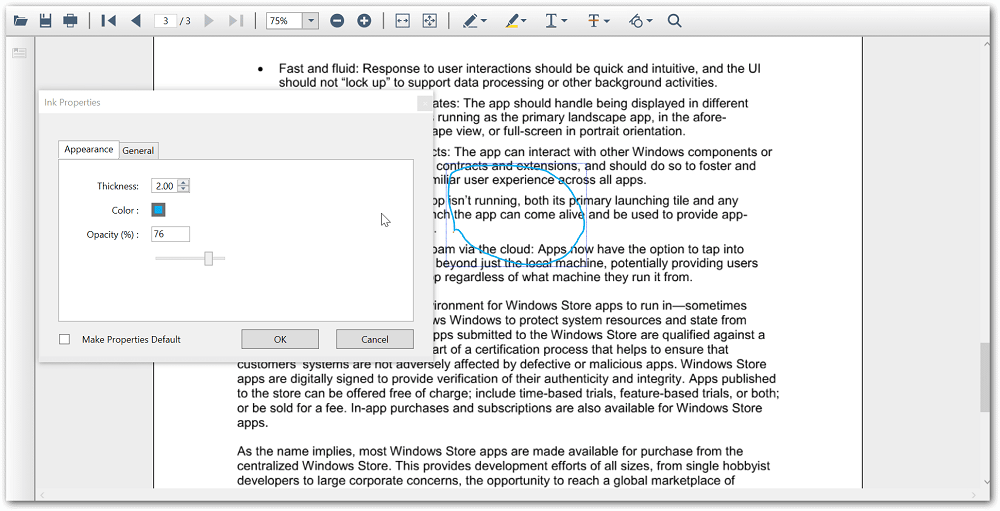 3 / 3
75%
• Fast and fluid: Response to user interactions should be quick and intuitive, and the UI
should not “lock up” to support data processing or other background activities.
Ink Properties
ates: The app should handle being displayed in different
running as the primary landscape app, in the afore-
ape view, or full-screen in portrait orientation.
Appearance
General
cts: The app can interact with other Windows components or
contracts and extensions, and should do so to foster and
miliar user experience across all apps.
Thickness:
2.00
Color :
Opacity (%) :
76
pp isn’t running, both its primary launching tile and any
nch the app can come alive and be used to provide app-
oam via the cloud: Apps now have the option to tap into
beyond just the local machine, potentially providing users
p regardless of what machine they run it from.
Make Properties Default
OK
Cancel
vironment for Windows Store apps to run in—sometimes
ws Windows to protect system resources and state from
pps submitted to the Windows Store are qualified against a
art of a certification process that helps to ensure that
customers’ systems are not adversely affected by defective or malicious apps. Windows Store
apps are digitally signed to provide verification of their authenticity and integrity. Apps published
to the store can be offered free of charge; include time-based trials, feature-based trials, or both;
or be sold for a fee. In-app purchases and subscriptions are also available for Windows Store
apps.
As the name implies, most Windows Store apps are made available for purchase from the
centralized Windows Store. This provides development efforts of all sizes, from single hobbyist
developers to large corporate concerns, the opportunity to reach a global marketplace of